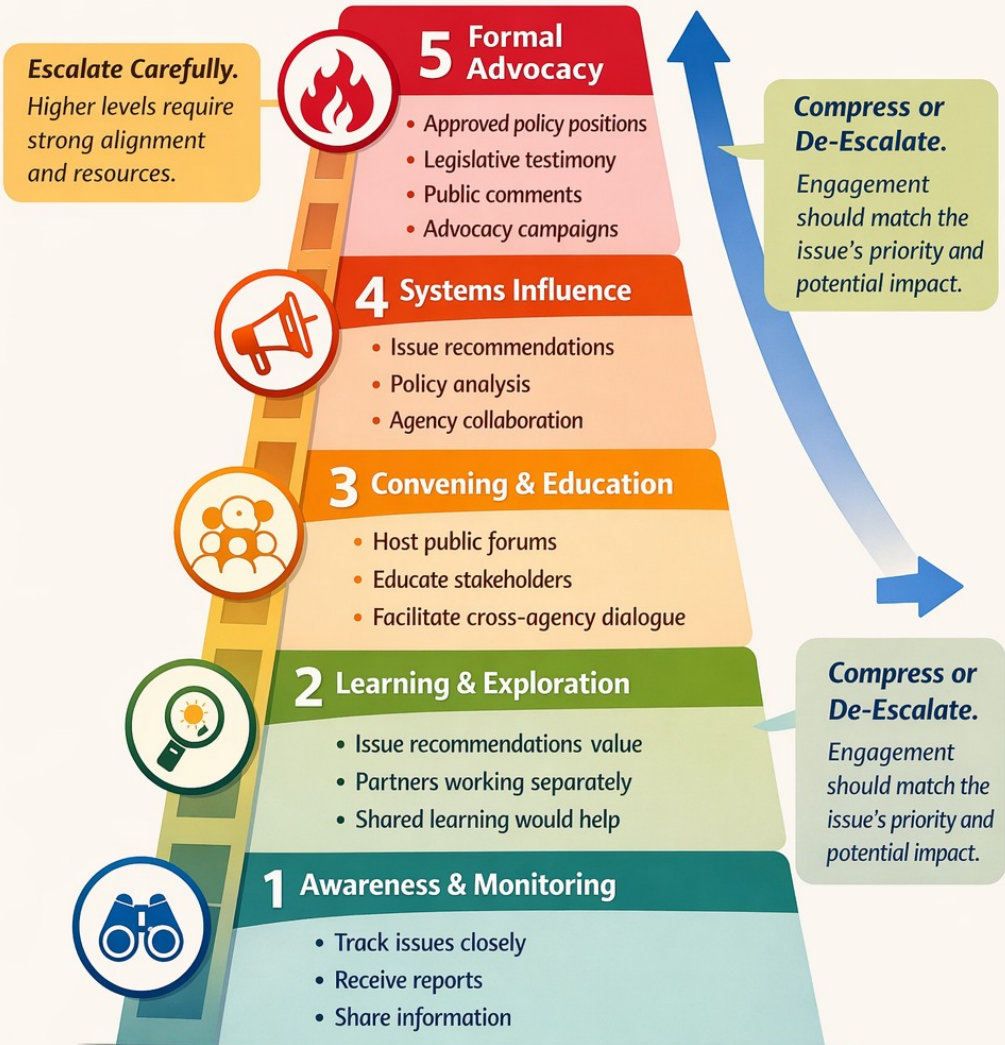 5 Formal
Advocacy
• Approved policy positions
• Legislative testimony
• Public comments
• Advocacy campaigns
Escalate Carefully.
Higher levels require
strong alignment
and resources.
Compress or
De-Escalate.
Engagement
should match the
issue's priority and
potential impact.
4 Systems Influence
• Issue recommendations
• Policy analysis
• Agency collaboration
3 Convening & Education
• Host public forums
• Educate stakeholders
• Facilitate cross-agency dialogue
2 Learning & Exploration
• Issue recommendations value
• Partners working separately
• Shared learning would help
Compress or
De-Escalate.
Engagement
should match the
issue's priority and
potential impact.
1 Awareness & Monitoring
• Track issues closely
• Receive reports
• Share information